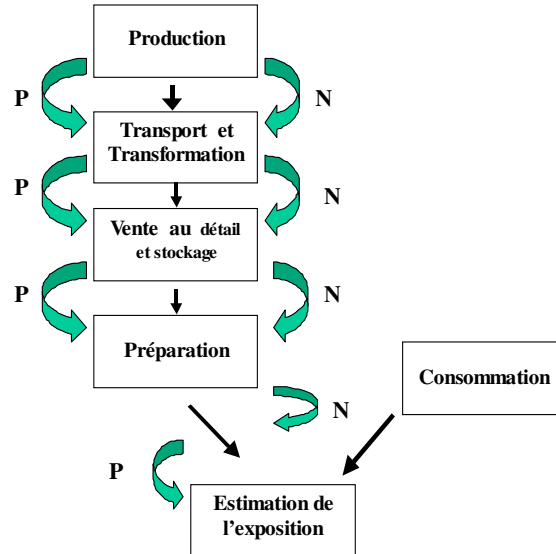 Production
P
N
Transport et
Transformation
P
N
Vente au détail
et stockage
P
N
Préparation
Consommation
N
P
Estimation de
l'exposition